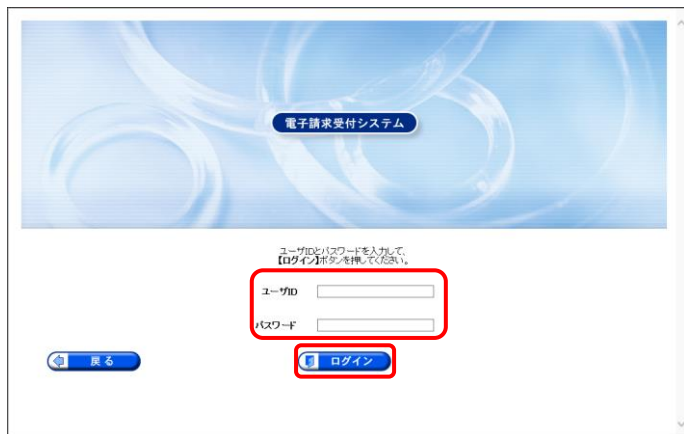 電子請求受付システム
ユーザIDとパスワードを入力して、
【ログイン】ボタンを押してください。
ユーザID
パスワード
戻る
ログイン